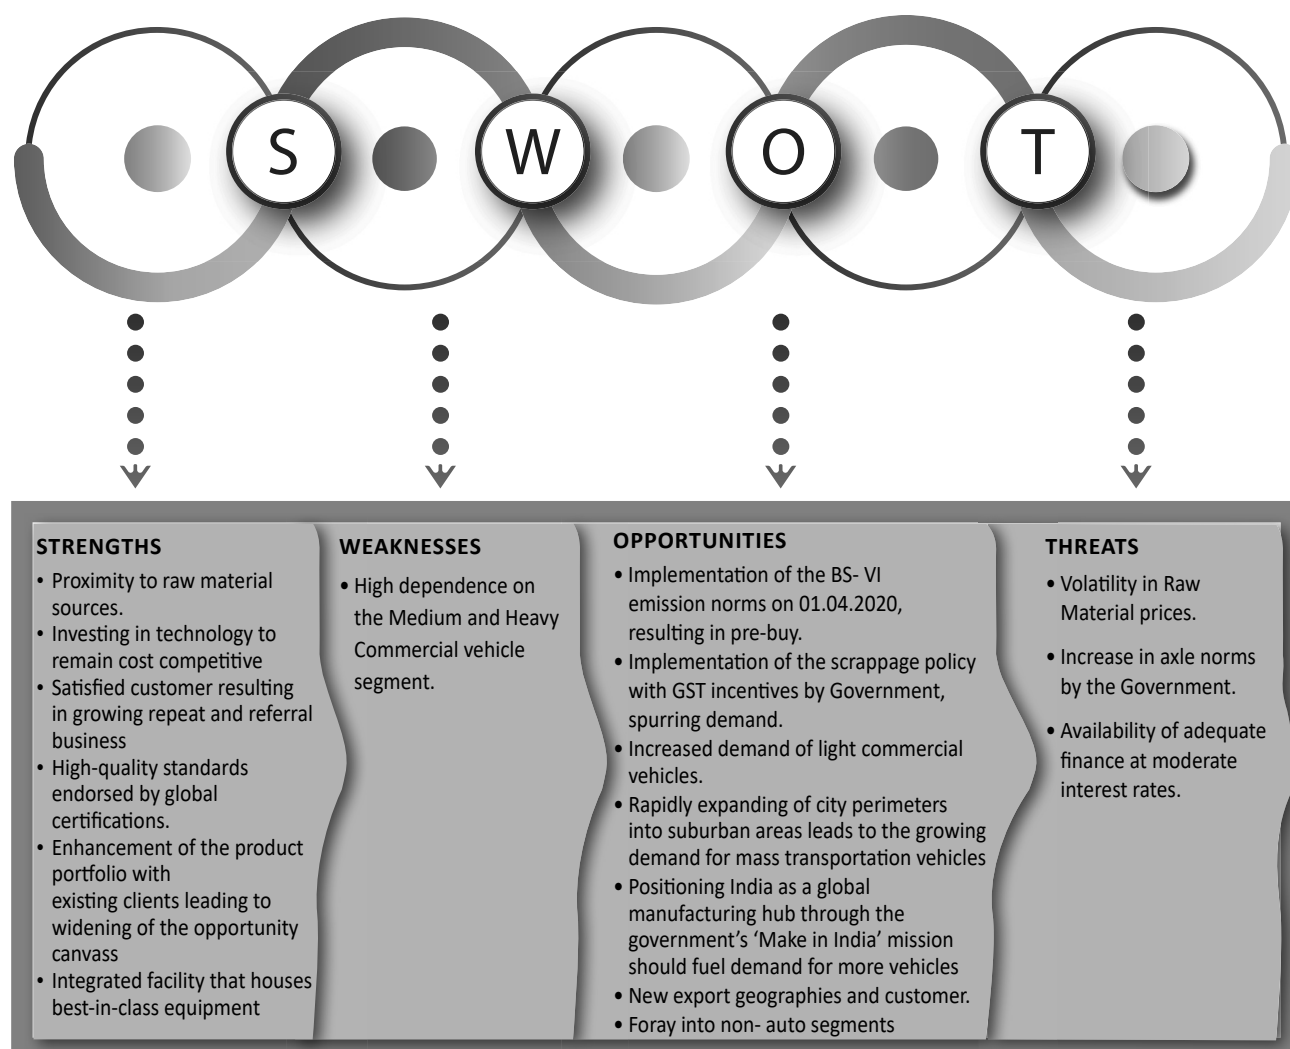 S W O T
STRENGTHS
• Proximity to raw material
sources.
• Investing in technology to
remain cost competitive
• Satisfied customer resulting
in growing repeat and referral
business
• High-quality standards
endorsed by global
certifications.
• Enhancement of the product
portfolio with
existing clients leading to
widening of the opportunity
canvass
• Integrated facility that houses
best-in-class equipment
WEAKNESSES
• High dependence on
the Medium and Heavy
Commercial vehicle
segment.
OPPORTUNITIES
• Implementation of the BS- VI
emission norms on 01.04.2020,
resulting in pre-buy.
• Implementation of the scrappage policy
with GST incentives by Government,
spurring demand.
• Increased demand of light commercial
vehicles.
• Rapidly expanding of city perimeters
into suburban areas leads to the growing
demand for mass transportation vehicles
• Positioning India as a global
manufacturing hub through the
government’s ‘Make in India’ mission
should fuel demand for more vehicles
• New export geographies and customer.
• Foray into non- auto segments
THREATS
• Volatility in Raw
Material prices.
• Increase in axle norms
by the Government.
• Availability of adequate
finance at moderate
interest rates.